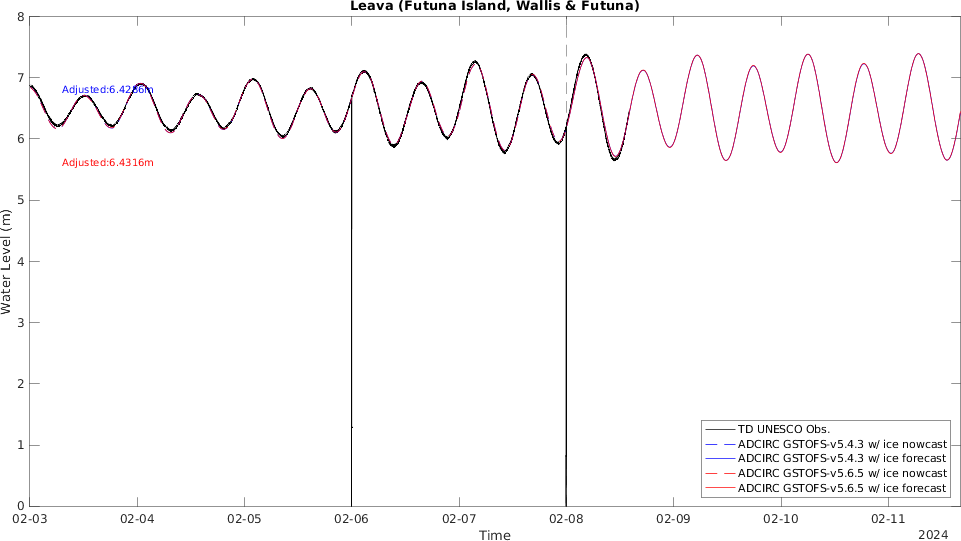 Leava (Futuna Island, Wallis & Futuna)
8
7
6
5
4
3
2
1
0
Water Level (m)
Adjusted:6.4286m
Adjusted:6.4316m
TD UNESCO Obs.
ADCIRC GSTOFS-v5.4.3 w/ ice nowcast
ADCIRC GSTOFS-v5.4.3 w/ ice forecast
ADCIRC GSTOFS-v5.6.5 w/ ice nowcast
ADCIRC GSTOFS-v5.6.5 w/ ice forecast
02-03 02-04 02-05 02-06 02-07 02-08 02-09 02-10 02-11
Time
2024